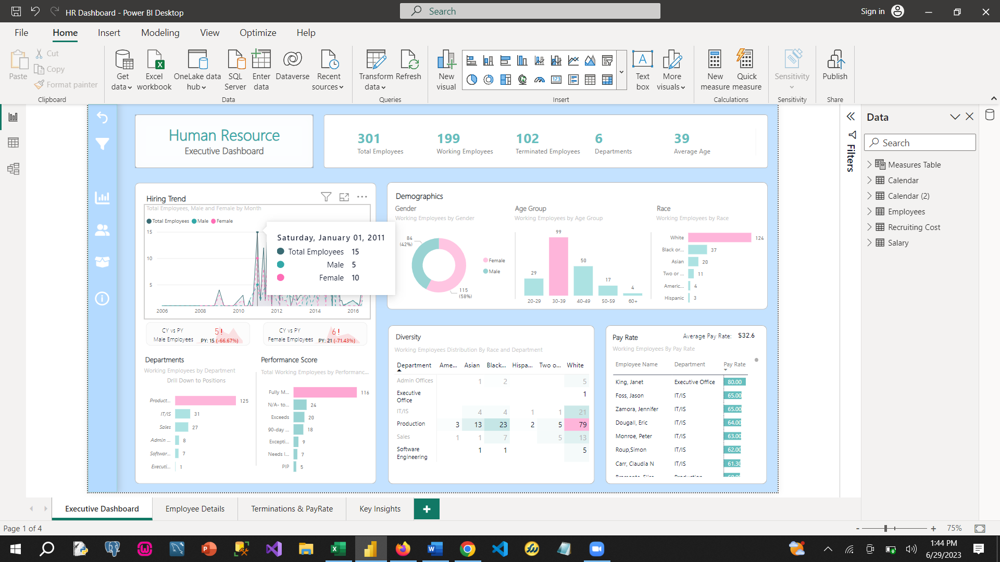 HR Dashboard - Power BI Desktop
Search
Sign in
File Home Insert Modeling View Optimize Help
Paste
Cut
Copy
Format painter
Clipboard
Get data
Excel workbook
OneLake data hub
SQL Server
Enter data
Dataverse
Recent sources
Data
Transform data
Refresh
Queries
New visual
Text box
More visuals
Insert
New measure
Quick measure
Calculations
Sensitivity
Sensitivity
Publish
Share
Human Resource
Executive Dashboard
301
Total Employees
199
Working Employees
102
Terminated Employees
6
Departments
39
Average Age
Hiring Trend
Total Employees, Male and Female by Month
Total Employees Male Female
15
10
5
2006 2008 2010 2012 2014 2016
Saturday, January 01, 2011
Total Employees 15
Male 5
Female 10
CY vs PY
Male Employees
5!
PY: 15 (-66.67%)
CY vs PY
Female Employees
6!
PY: 21 (-71.43%)
Departments
Working Employees by Department
Drill Down to Positions
Product... 125
IT/IS 31
Sales 27
Admin ... 8
Softwar... 7
Executi... 1
Performance Score
Total Working Employees by Performanc...
Fully M... 116
N/A- to... 24
Exceeds 20
90-day ... 18
Excepti... 9
Needs I... 7
PIP 5
Demographics
Gender
Working Employees by Gender
84
(42%)
115
(58%)
Female
Male
Age Group
Working Employees by Age Group
29 99 50 17 4
20-29 30-39 40-49 50-59 60+
Race
Working Employees by Race
White 124
Black or... 37
Asian 20
Two or ... 11
Americ... 4
Hispanic 3
Diversity
Working Employees Distribution By Race and Department
Department Ame... Asian Black... Hispa... Two o... White
Admin Offices 1 2 5
Executive Office 1
IT/IS 4 4 1 1 21
Production 3 13 23 2 5 79
Sales 1 1 7 5 13
Software Engineering 1 1 5
Pay Rate
Average Pay Rate: $32.6
Working Employees By Pay Rate
Employee Name Department Pay Rate
King, Janet Executive Office 80.00
Foss, Jason IT/IS 65.00
Zamora, Jennifer IT/IS 65.00
Dougall, Eric IT/IS 64.00
Monroe, Peter IT/IS 63.00
Roup,Simon IT/IS 62.00
Carr, Claudia N IT/IS 61.30
Filters
Data
Search
Measures Table
Calendar
Calendar (2)
Employees
Recruiting Cost
Salary
Executive Dashboard
Employee Details
Terminations & PayRate
Key Insights
+
Page 1 of 4
- + 75%
1:44 PM
6/29/2023